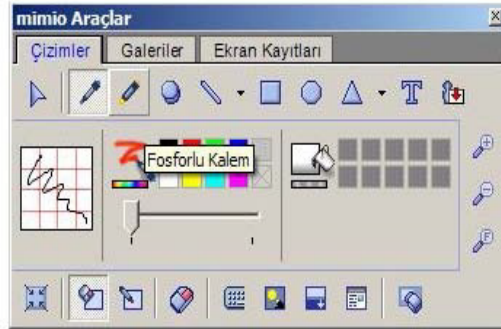 mimio Araçlar
Çizimler Galeriler Ekran Kayıtları
T
Fosforlu Kalem
F